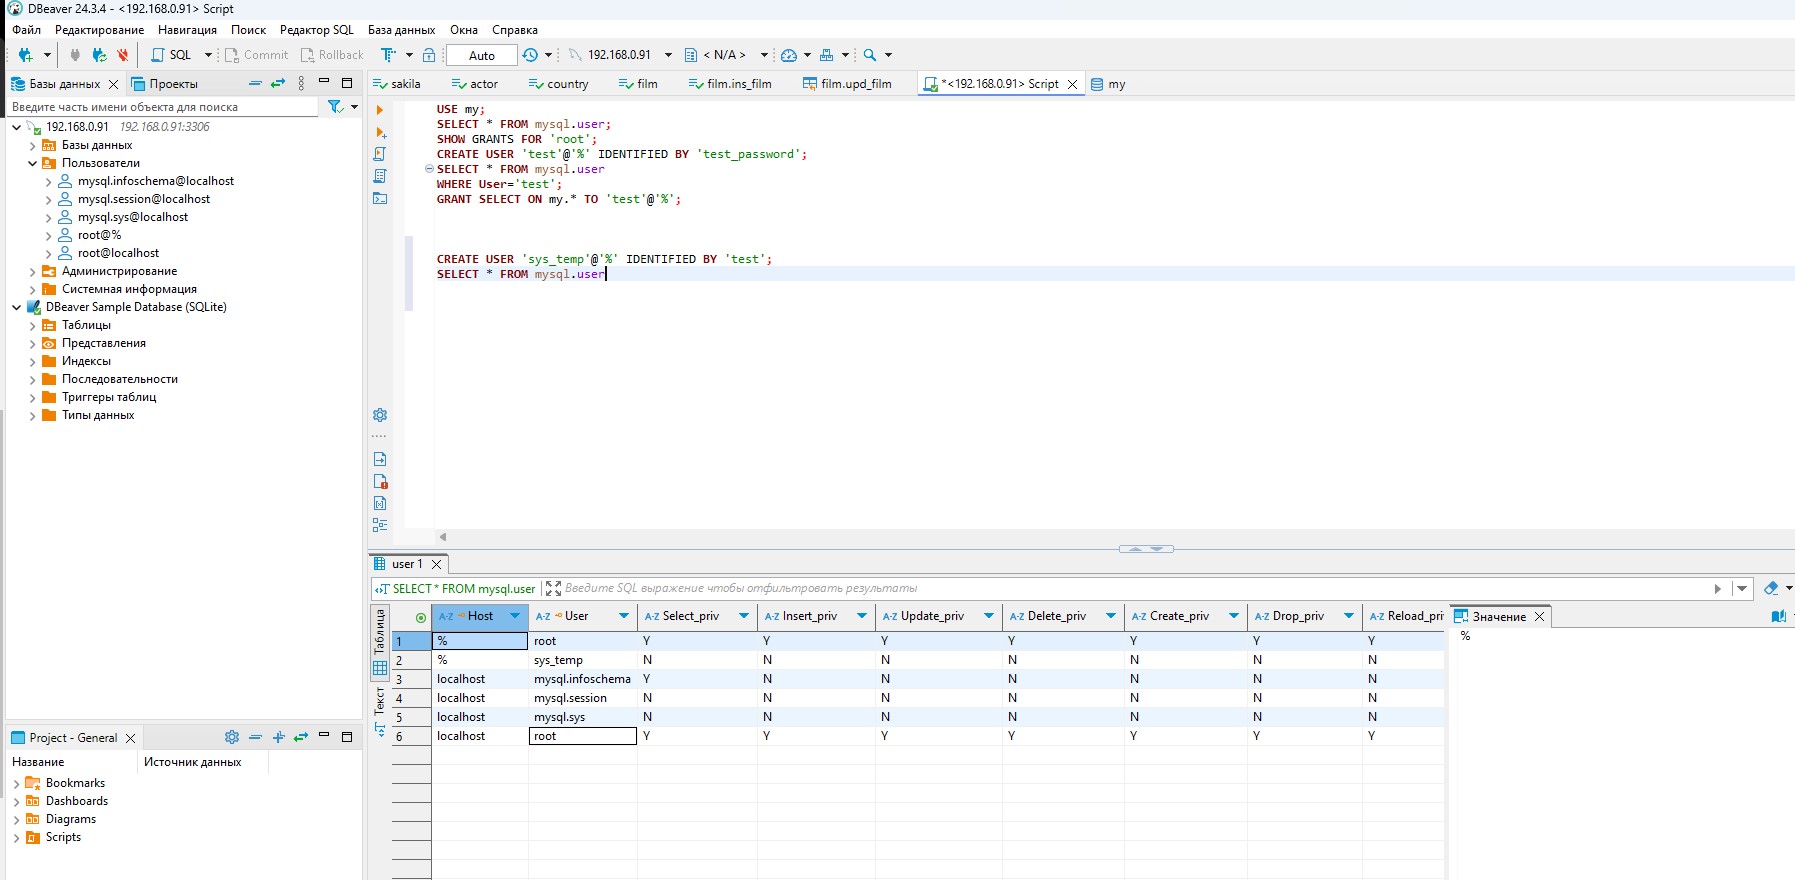 DBeaver 24.3.4 - <192.168.0.91> Script
Файл Редактирование Навигация Поиск Редактор SQL База данных Окна Справка
SQL Commit Rollback T Auto 192.168.0.91 < N/A >
Базы данных Проекты
sakila actor country film film.ins_film film.upd_film *<192.168.0.91> Script my
Введите часть имени объекта для поиска
192.168.0.91 192.168.0.91:3306
Базы данных
Пользователи
mysql.infoschema@localhost
mysql.session@localhost
mysql.sys@localhost
root@%
root@localhost
Администрирование
Системная информация
DBeaver Sample Database (SQLite)
Таблицы
Представления
Индексы
Последовательности
Триггеры таблиц
Типы данных
USE my;
SELECT * FROM mysql.user;
SHOW GRANTS FOR 'root';
CREATE USER 'test'@'%' IDENTIFIED BY 'test_password';
SELECT * FROM mysql.user
WHERE User='test';
GRANT SELECT ON my.* TO 'test'@'%';
CREATE USER 'sys_temp'@'%' IDENTIFIED BY 'test';
SELECT * FROM mysql.user
Project - General
Название Источник данных
Bookmarks
Dashboards
Diagrams
Scripts
user 1
SELECT * FROM mysql.user Введите SQL выражение чтобы отфильтровать результаты
Таблица
Текст
A-Z Host A-Z User A-Z Select_priv A-Z Insert_priv A-Z Update_priv A-Z Delete_priv A-Z Create_priv A-Z Drop_priv A-Z Reload_pri
1 % root Y Y Y Y Y Y Y
2 % sys_temp N N N N N N N
3 localhost mysql.infoschema Y N N N N N N
4 localhost mysql.session N N N N N N N
5 localhost mysql.sys N N N N N N N
6 localhost root Y Y Y Y Y Y Y
Значение
%